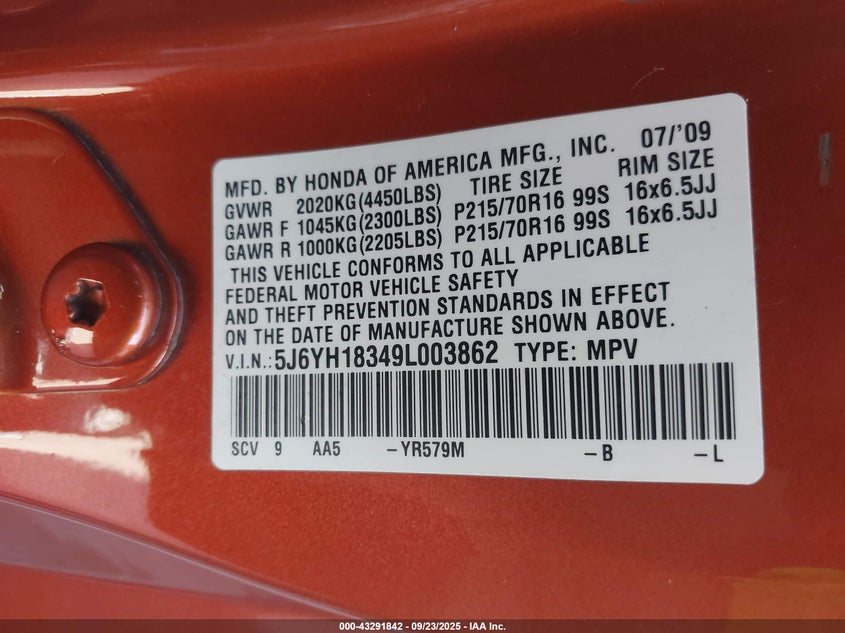 MFD. BY HONDA OF AMERICA MFG., INC. 07/'09
GVWR 2020KG(4450LBS) TIRE SIZE RIM SIZE
GAWR F 1045KG(2300LBS) P215/70R16 99S 16x6.5JJ
GAWR R 1000KG(2205LBS) P215/70R16 99S 16x6.5JJ
THIS VEHICLE CONFORMS TO ALL APPLICABLE
FEDERAL MOTOR VEHICLE SAFETY
AND THEFT PREVENTION STANDARDS IN EFFECT
ON THE DATE OF MANUFACTURE SHOWN ABOVE.
V.I.N.: 5J6YH18349L003862 TYPE: MPV
SCV 9 AA5 -YR579M -B -L
000-43291842 - 09/23/2025 - IAA Inc.